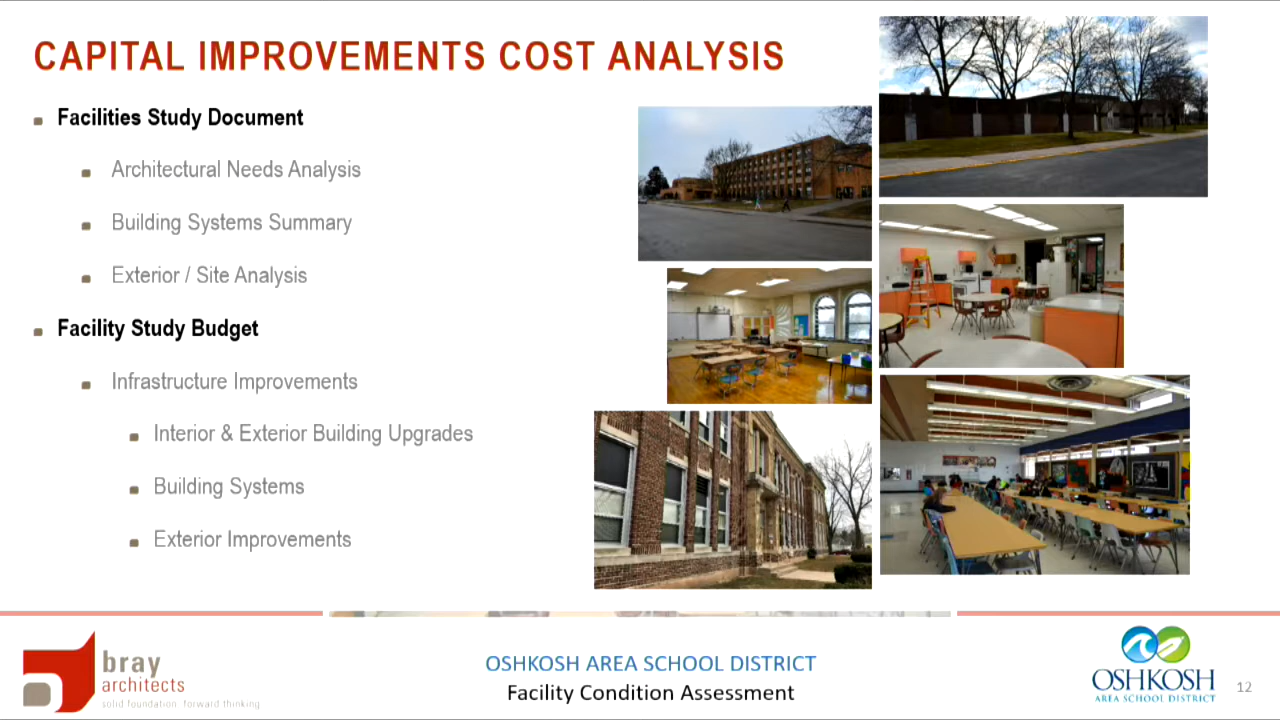 CAPITAL IMPROVEMENTS COST ANALYSIS
Facilities Study Document
Architectural Needs Analysis
Building Systems Summary
Exterior / Site Analysis
Facility Study Budget
Infrastructure Improvements
Interior & Exterior Building Upgrades
Building Systems
Exterior Improvements
bray
architects
solid foundation. forward thinking
OSHKOSH AREA SCHOOL DISTRICT
Facility Condition Assessment
OSHKOSH
AREA SCHOOL DISTRICT
12